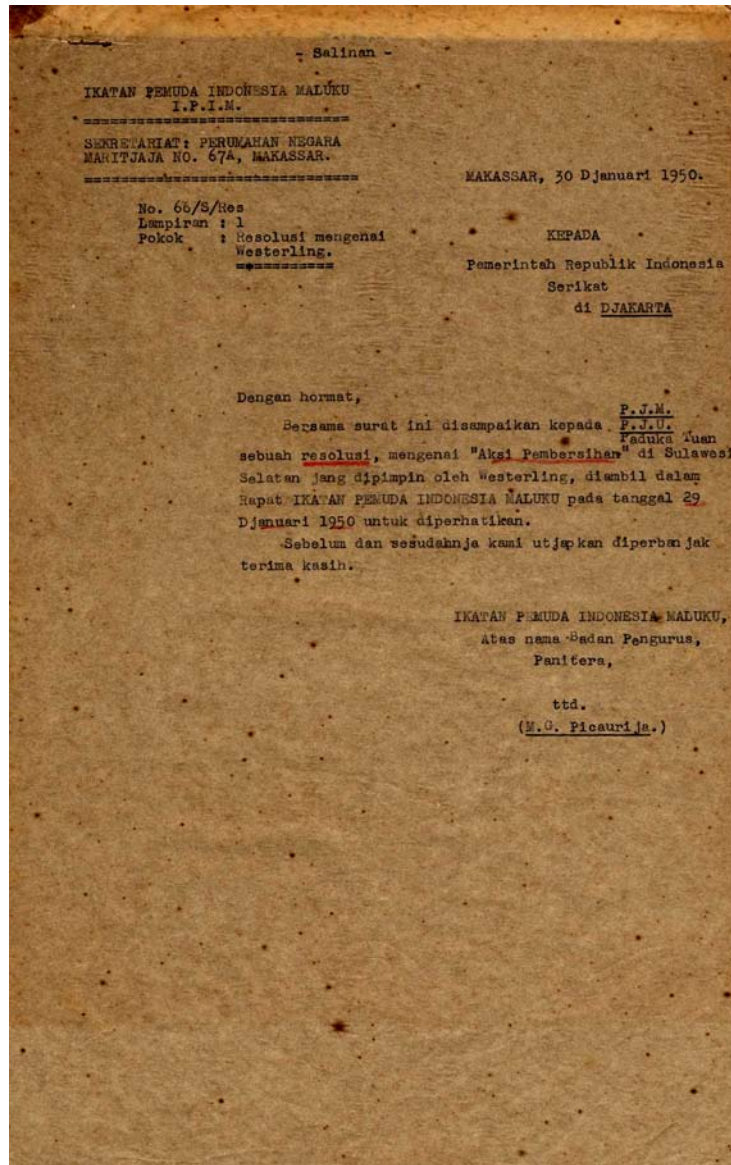 - Salinan -
IKATAN PEMUDA INDONESIA MALUKU
I.P.I.M.
==============================
SEKRETARIAT: PERUMAHAN NEGARA
MARITJAJA NO. 67A, MAKASSAR.
==============================
MAKASSAR, 30 Djanuari 1950.
No. 66/S/Res
Lampiran : 1
Pokok : Resolusi mengenai
Westerling.
===========
KEPADA
Pemerintah Republik Indonesia
Serikat
di DJAKARTA
Dengan hormat,
P.J.M.
Bersama surat ini disampaikan kepada P.J.U.
Paduka Tuan
sebuah resolusi, mengenai "Aksi Pembersihan" di Sulawesi
Selatan jang dipimpin oleh Westerling, diambil dalam
Rapat IKATAN PEMUDA INDONESIA MALUKU pada tanggal 29
Djanuari 1950 untuk diperhatikan.
Sebelum dan sesudahnja kami utjapkan diperbanjak
terima kasih.
IKATAN PEMUDA INDONESIA MALUKU,
Atas nama Badan Pengurus,
Panitera,
ttd.
(M.G. Picaurija.)